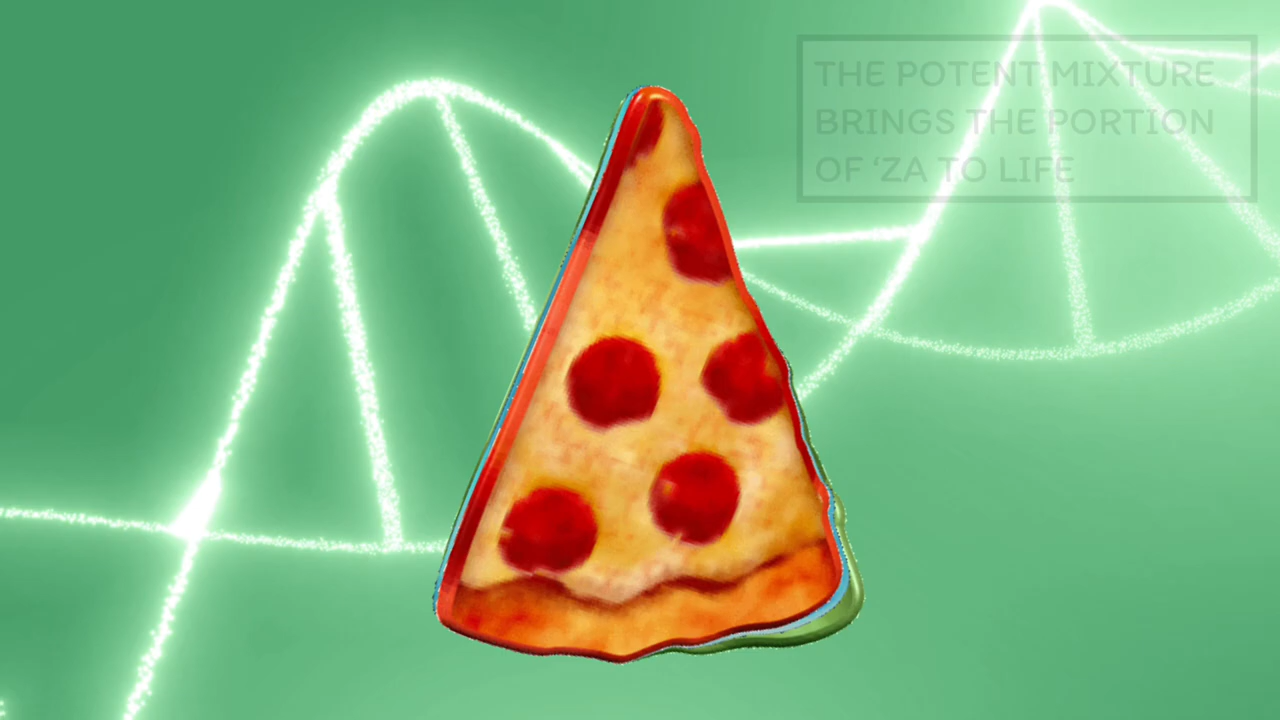 THE POTENT MIXTURE
BRINGS THE PORTION
OF ‘ZA TO LIFE